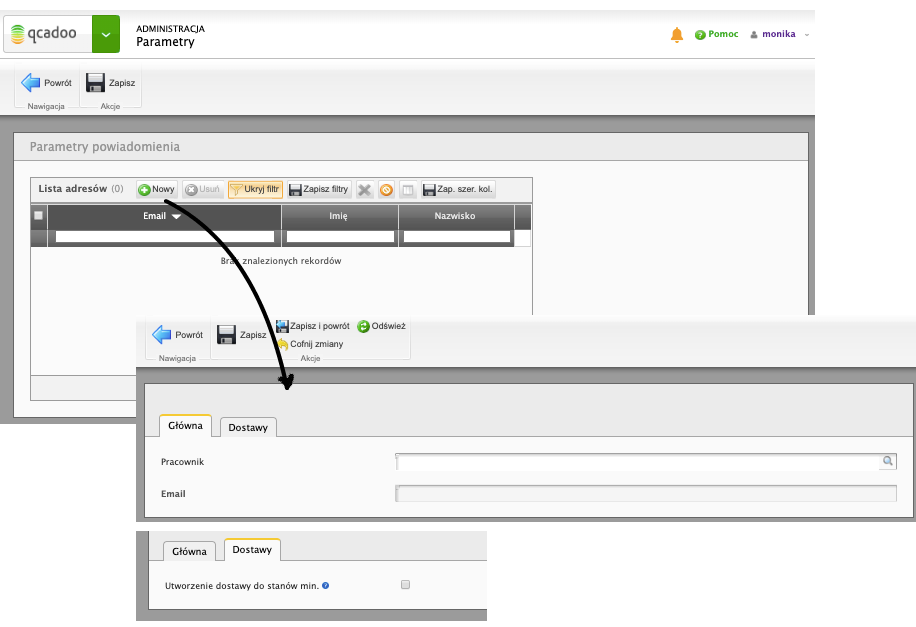 qcadoo
ADMINISTRACJA
Parametry
Pomoc
monika
Powrót
Zapisz
Nawigacja
Akcje
Parametry powiadomienia
Lista adresów (0)
Nowy
Usuń
Ukryj filtr
Zapisz filtry
Zap. szer. kol.
Email
Imię
Nazwisko
Brak znalezionych rekordów
Powrót
Zapisz
Zapisz i powrót
Odśwież
Cofnij zmiany
Nawigacja
Akcje
Główna
Dostawy
Pracownik
Email
Główna
Dostawy
Utworzenie dostawy do stanów min.